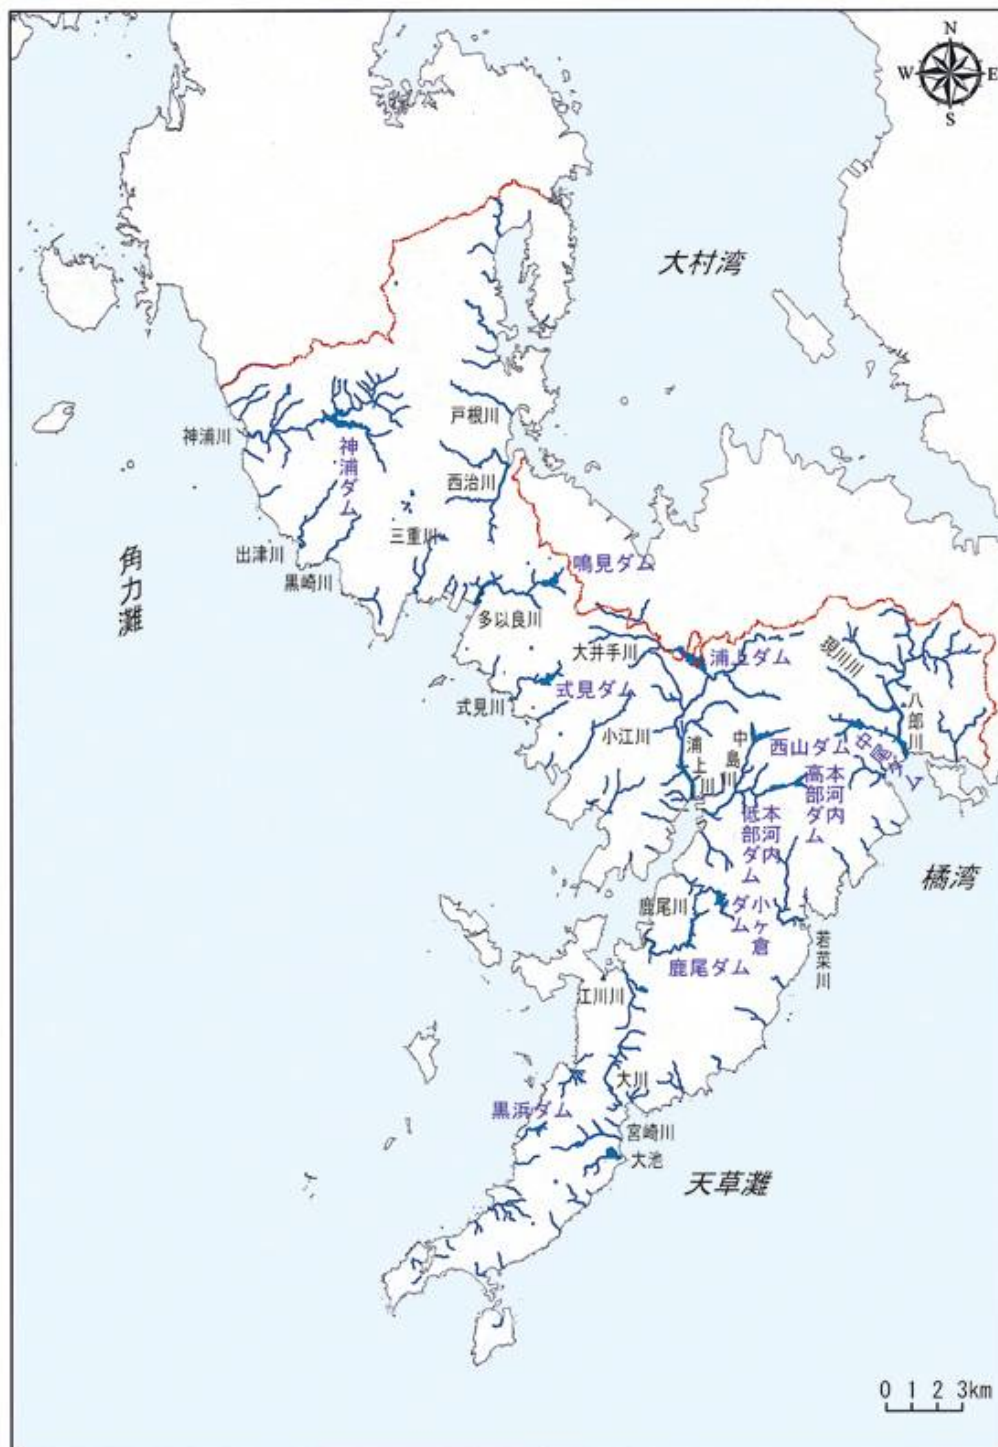 N
W
E
S
大村湾
戸根川
神浦川
神浦ダム
西治川
三重川
出津川
黒崎川
角力灘
鳴見ダム
多以良川
大井手川
浦上ダム
現川川
式見ダム
式見川
八郎川
小江川
浦上川
中島川
西山ダム
中尾ダム
本河内
高部ダム
本河内
低部ダム
橘湾
鹿尾川
小ヶ倉
ダム
若菜川
鹿尾ダム
江川川
大川
黒浜ダム
宮崎川
大池
天草灘
0 1 2 3km